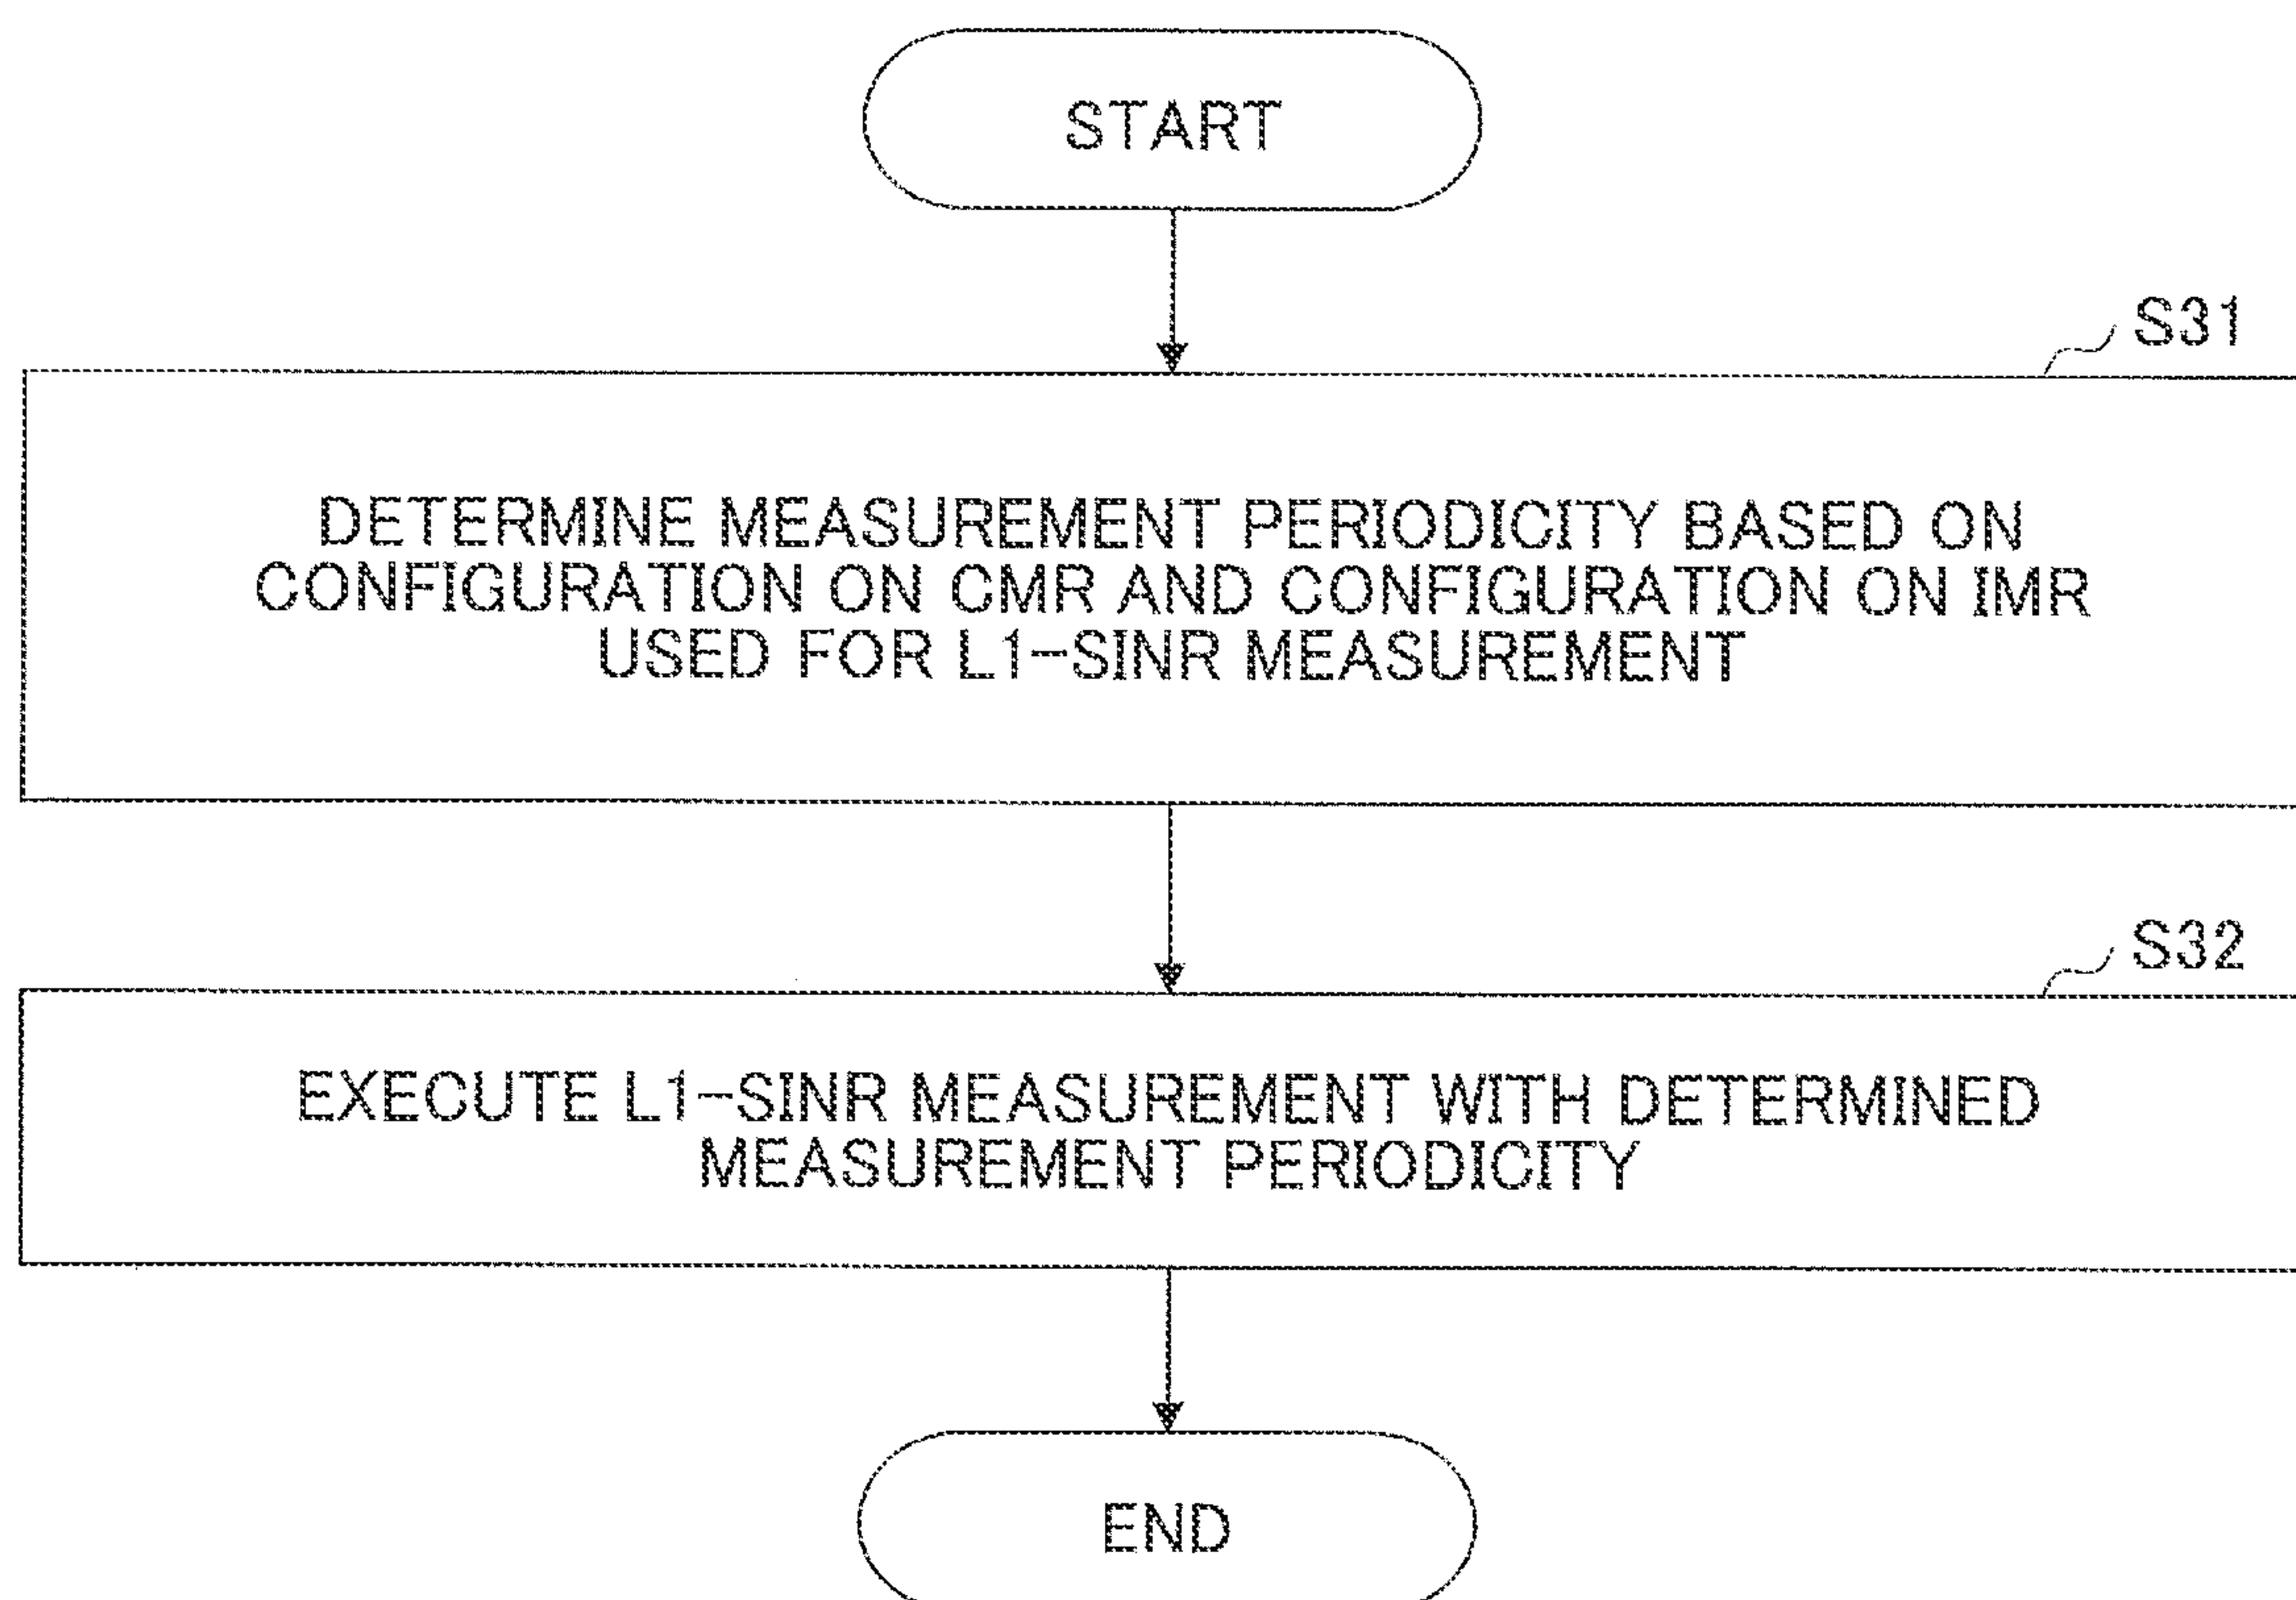 START
S31
DETERMINE MEASUREMENT PERIODICITY BASED ON
CONFIGURATION ON CMR AND CONFIGURATION ON IMR
USED FOR L1-SINR MEASUREMENT
S32
EXECUTE L1-SINR MEASUREMENT WITH DETERMINED
MEASUREMENT PERIODICITY
END